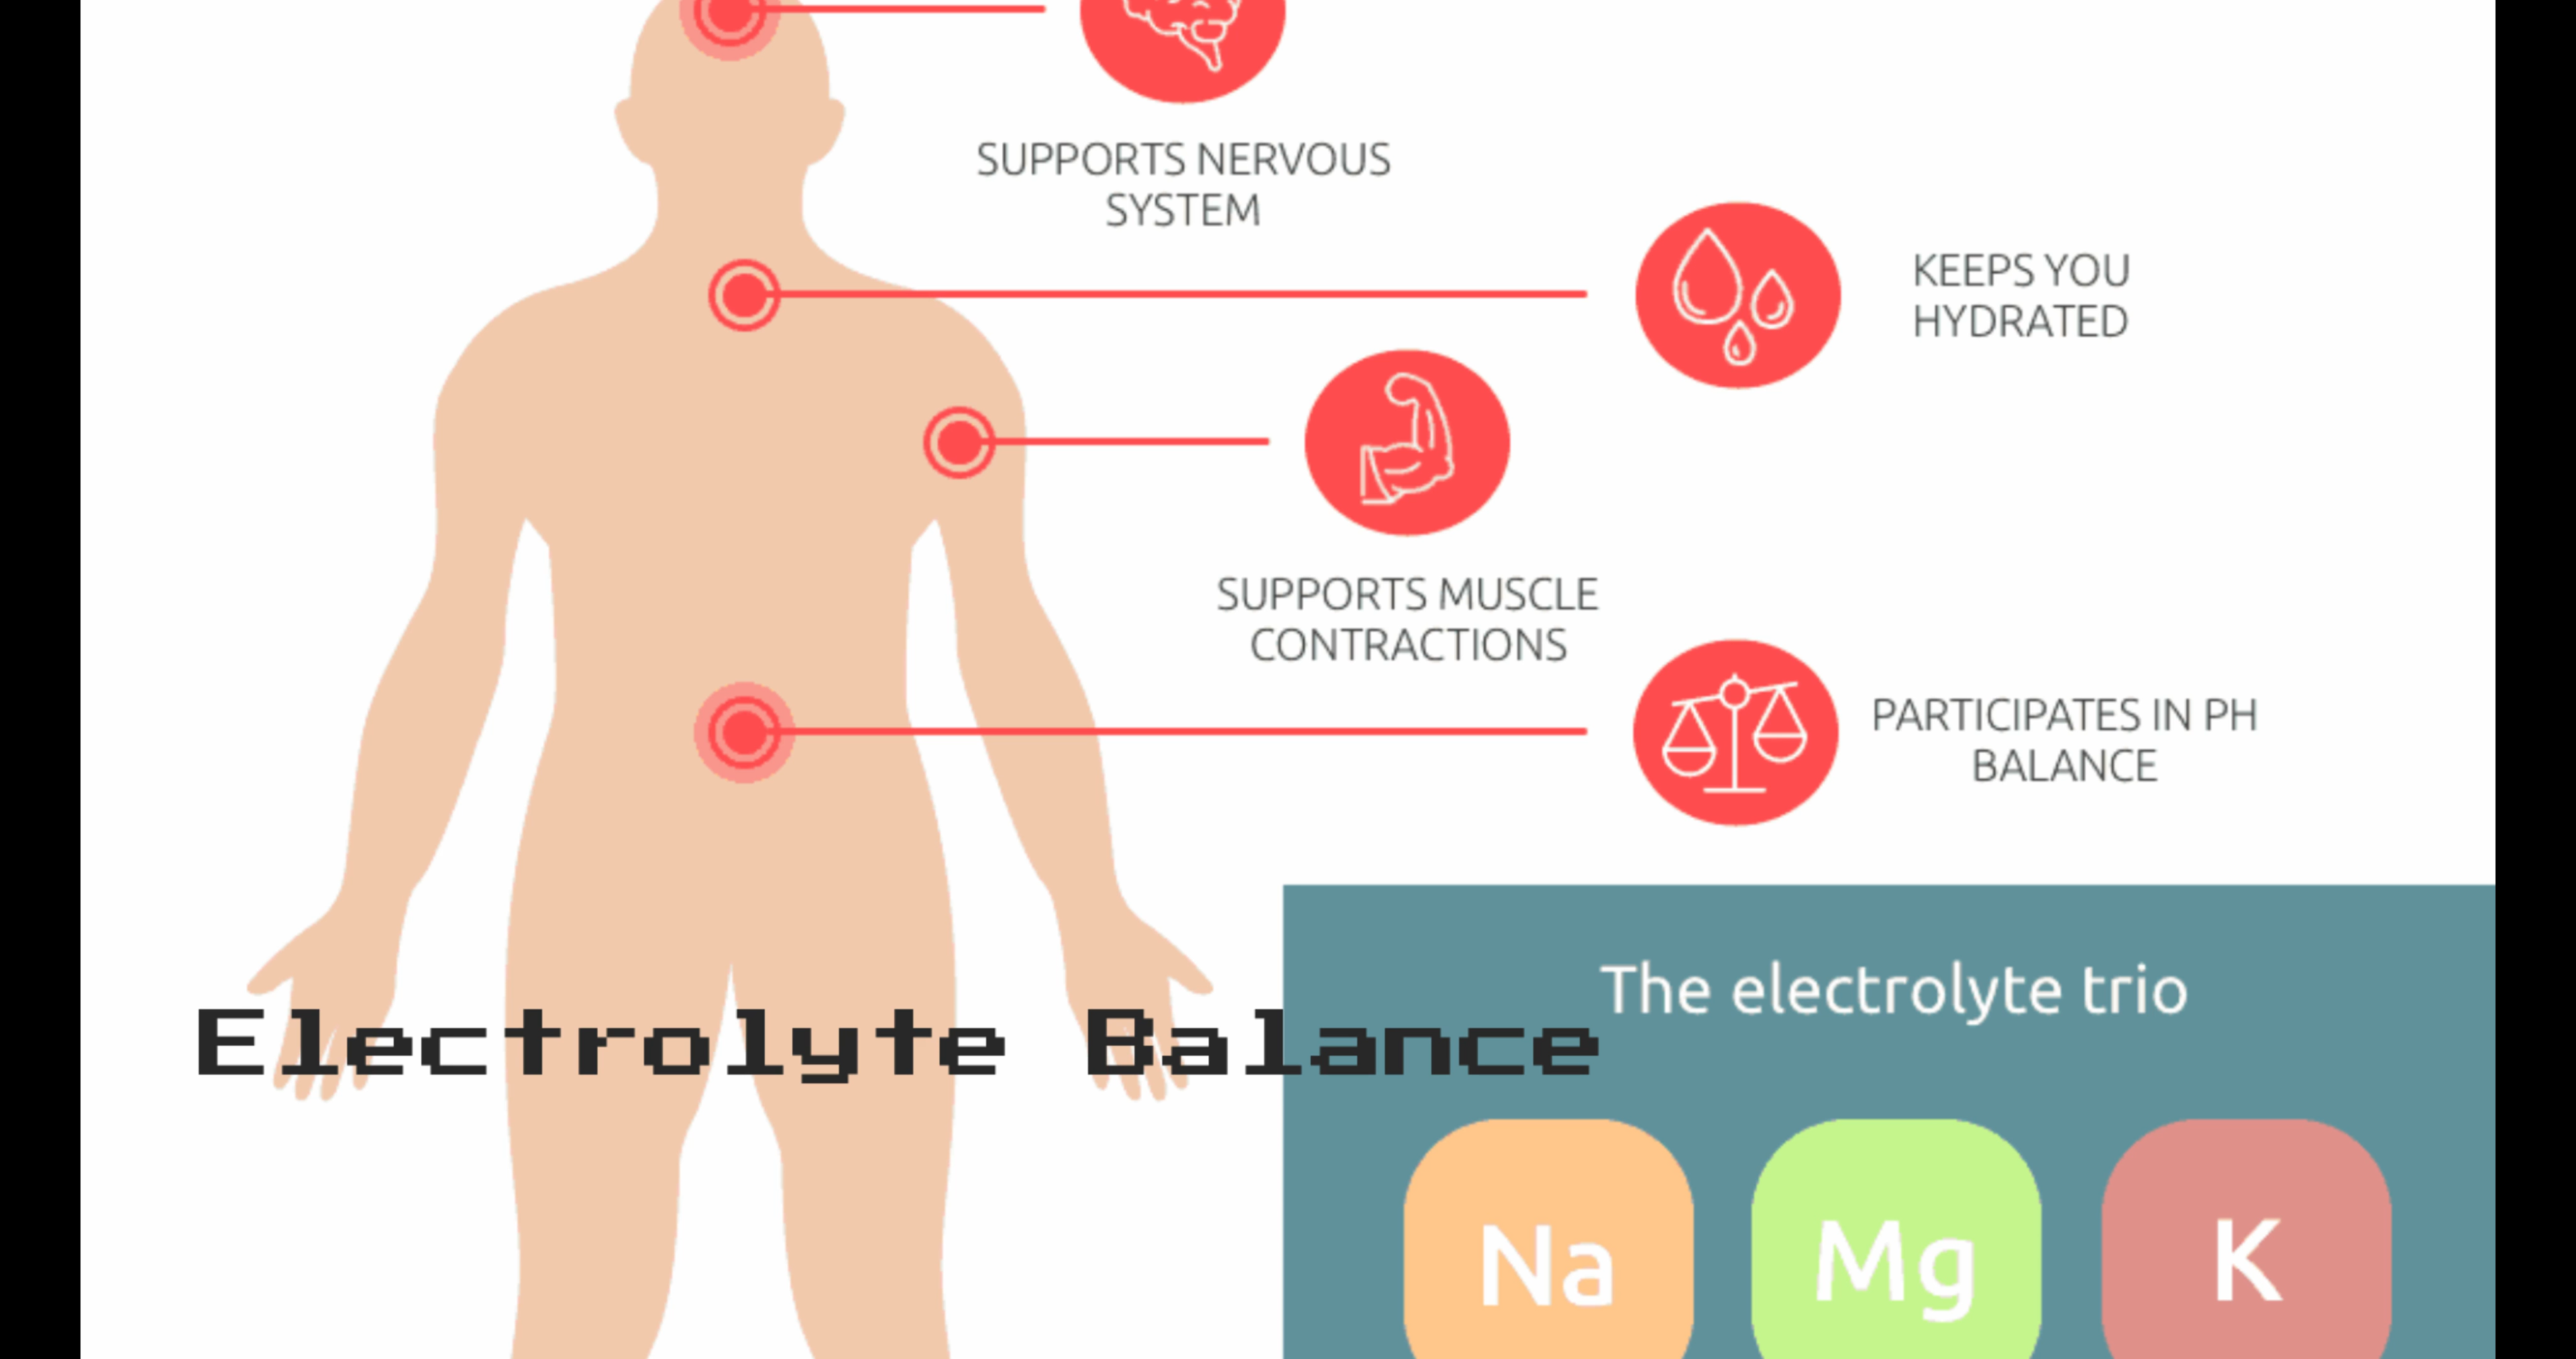 SUPPORTS NERVOUS
SYSTEM
KEEPS YOU
HYDRATED
SUPPORTS MUSCLE
CONTRACTIONS
PARTICIPATES IN PH
BALANCE
The electrolyte trio
Electrolyte Balance
Na
Mg
K